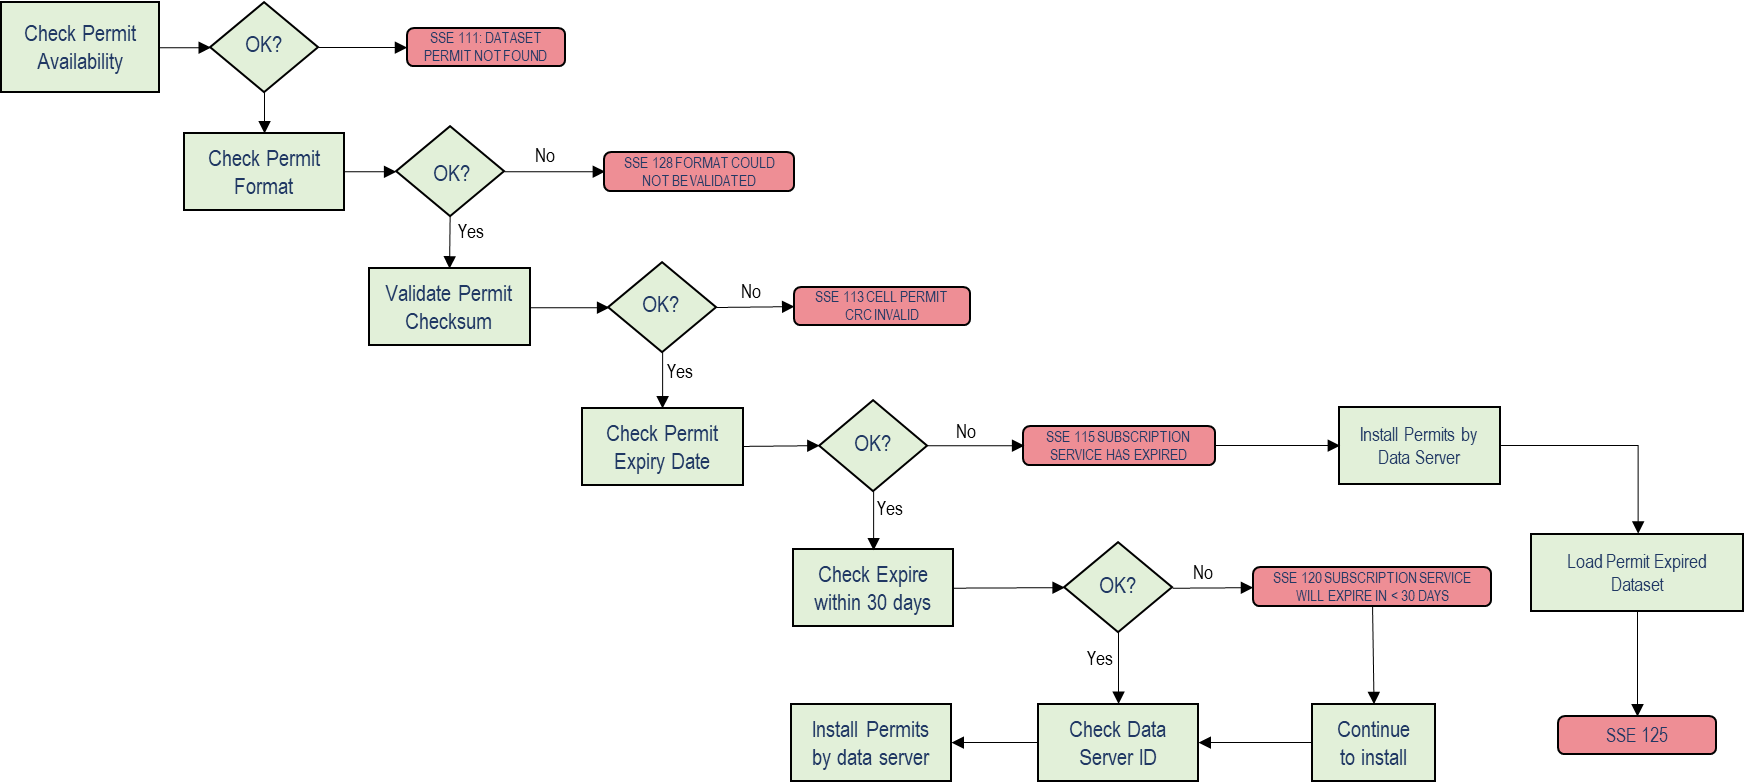 Check Permit
Availability
OK?
SSE 111: DATASET
PERMIT NOT FOUND
Check Permit
Format
OK?
No
SSE 128 FORMAT COULD
NOT BE VALIDATED
Yes
Validate Permit
Checksum
OK?
No
SSE 113 CELL PERMIT
CRC INVALID
Yes
Check Permit
Expiry Date
OK?
No
SSE 115 SUBSCRIPTION
SERVICE HAS EXPIRED
Install Permits by
Data Server
Yes
Check Expire
within 30 days
OK?
No
SSE 120 SUBSCRIPTION SERVICE
WILL EXPIRE IN < 30 DAYS
Load Permit Expired
Dataset
Yes
Install Permits
by data server
Check Data
Server ID
Continue
to install
SSE 125